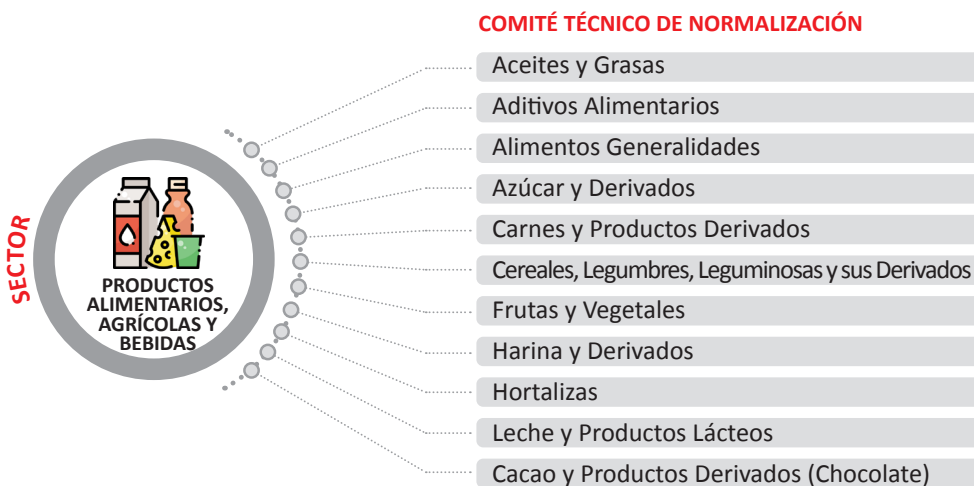 COMITÉ TÉCNICO DE NORMALIZACIÓN
SECTOR
PRODUCTOS
ALIMENTARIOS,
AGRÍCOLAS Y
BEBIDAS
Aceites y Grasas
Aditivos Alimentarios
Alimentos Generalidades
Azúcar y Derivados
Carnes y Productos Derivados
Cereales, Legumbres, Leguminosas y sus Derivados
Frutas y Vegetales
Harina y Derivados
Hortalizas
Leche y Productos Lácteos
Cacao y Productos Derivados (Chocolate)